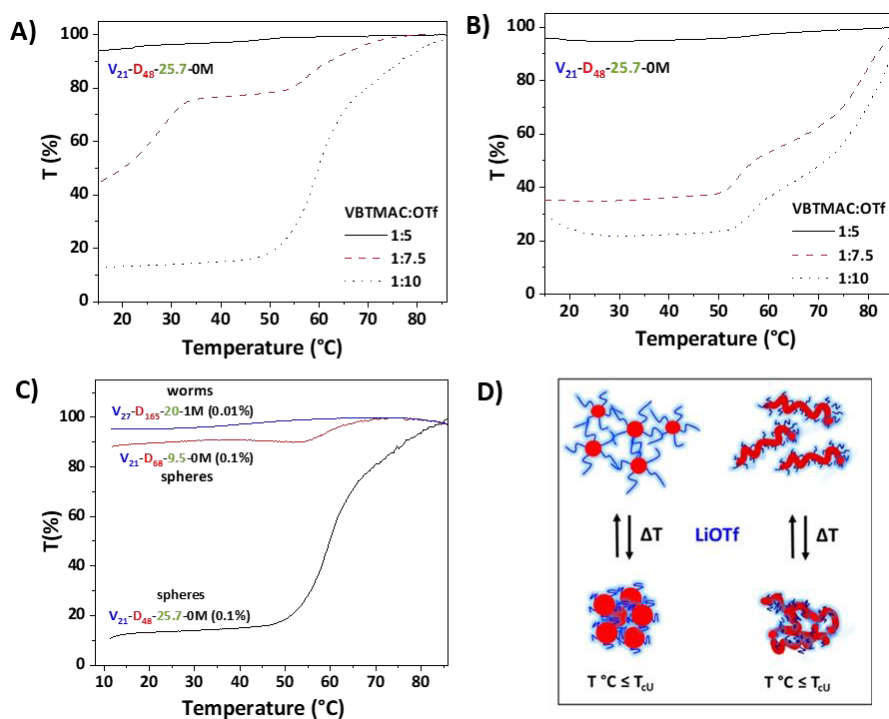 A)
100
80
60
40
20
0
T (%)
V21-D48-25.7-0M
VBTMAC:OTf
1:5
1:7.5
1:10
20 30 40 50 60 70 80
Temperature (°C)
B)
100
80
60
40
20
0
T (%)
V21-D48-25.7-0M
VBTMAC:OTf
1:5
1:7.5
1:10
20 30 40 50 60 70 80
Temperature (°C)
C)
100
80
60
40
20
0
T(%)
worms
V27-D165-20-1M (0.01%)
V21-D68-9.5-0M (0.1%)
spheres
spheres
V21-D48-25.7-0M (0.1%)
10 20 30 40 50 60 70 80
Temperature (°C)
D)
ΔT LiOTf ΔT
T °C ≤ TcU T °C ≤ TcU